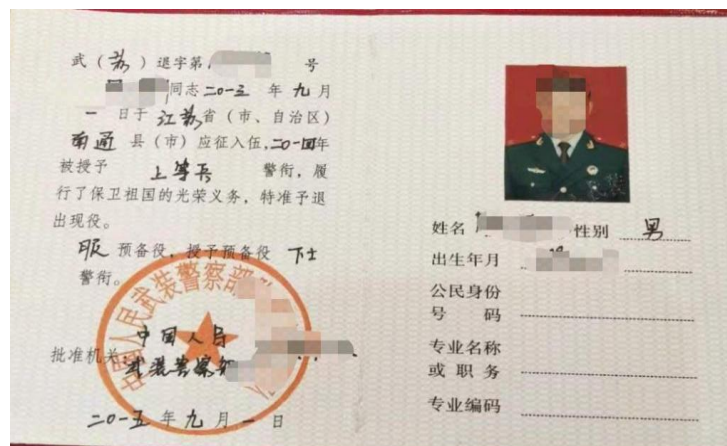 武（苏）退字第 号
同志二〇一三年九月
一日于江苏省（市、自治区）
南通县（市）应征入伍,二〇一四年
被授予 上等兵 警衔，履
行了保卫祖国的光荣义务，特准予退
出现役。
服预备役，授予预备役 下士
警衔。
中国人民武装警察部
批准机关：中国人民
武装警察部
二〇一五年九月一日
姓名 性别 男
出生年月
公民身份
号 码
专业名称
或职务
专业编码